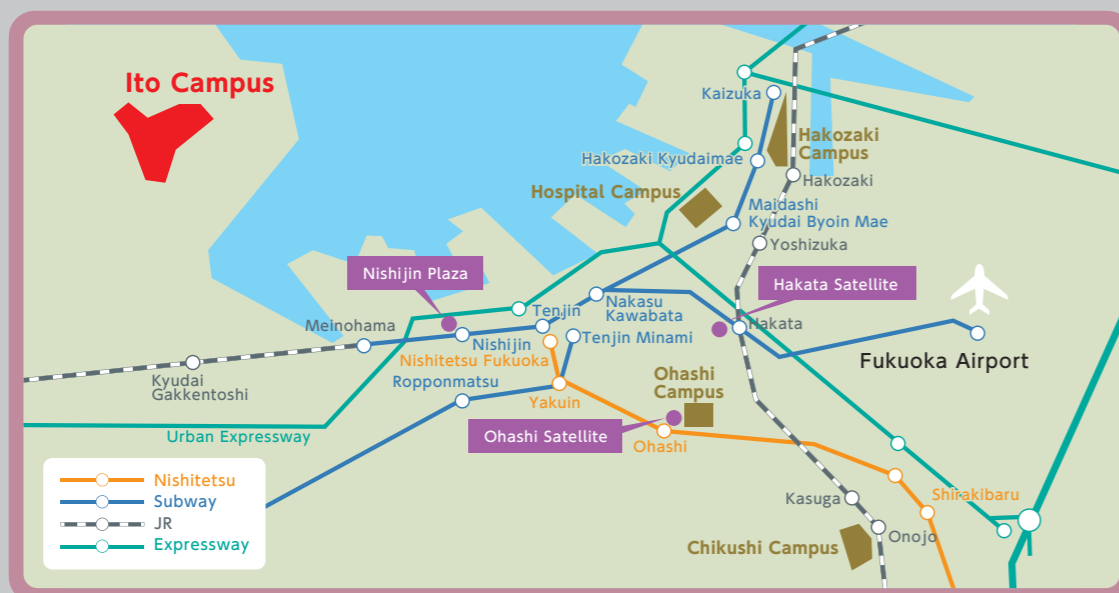 Ito Campus
Kaizuka
Hakozaki
Campus
Hakozaki Kyudaimae
Hakozaki
Hospital Campus
Maidashi
Kyudai Byoin Mae
Yoshizuka
Nishijin Plaza
Hakata Satellite
Meinohama
Tenjin
Nakasu
Kawabata
Hakata
Nishijin
Tenjin Minami
Fukuoka Airport
Nishitetsu Fukuoka
Kyudai
Gakkentoshi
Ropponmatsu
Ohashi
Campus
Yakuin
Urban Expressway
Ohashi Satellite
Ohashi
Nishitetsu
Subway
JR
Expressway
Kasuga
Shirakibaru
Onojo
Chikushi Campus